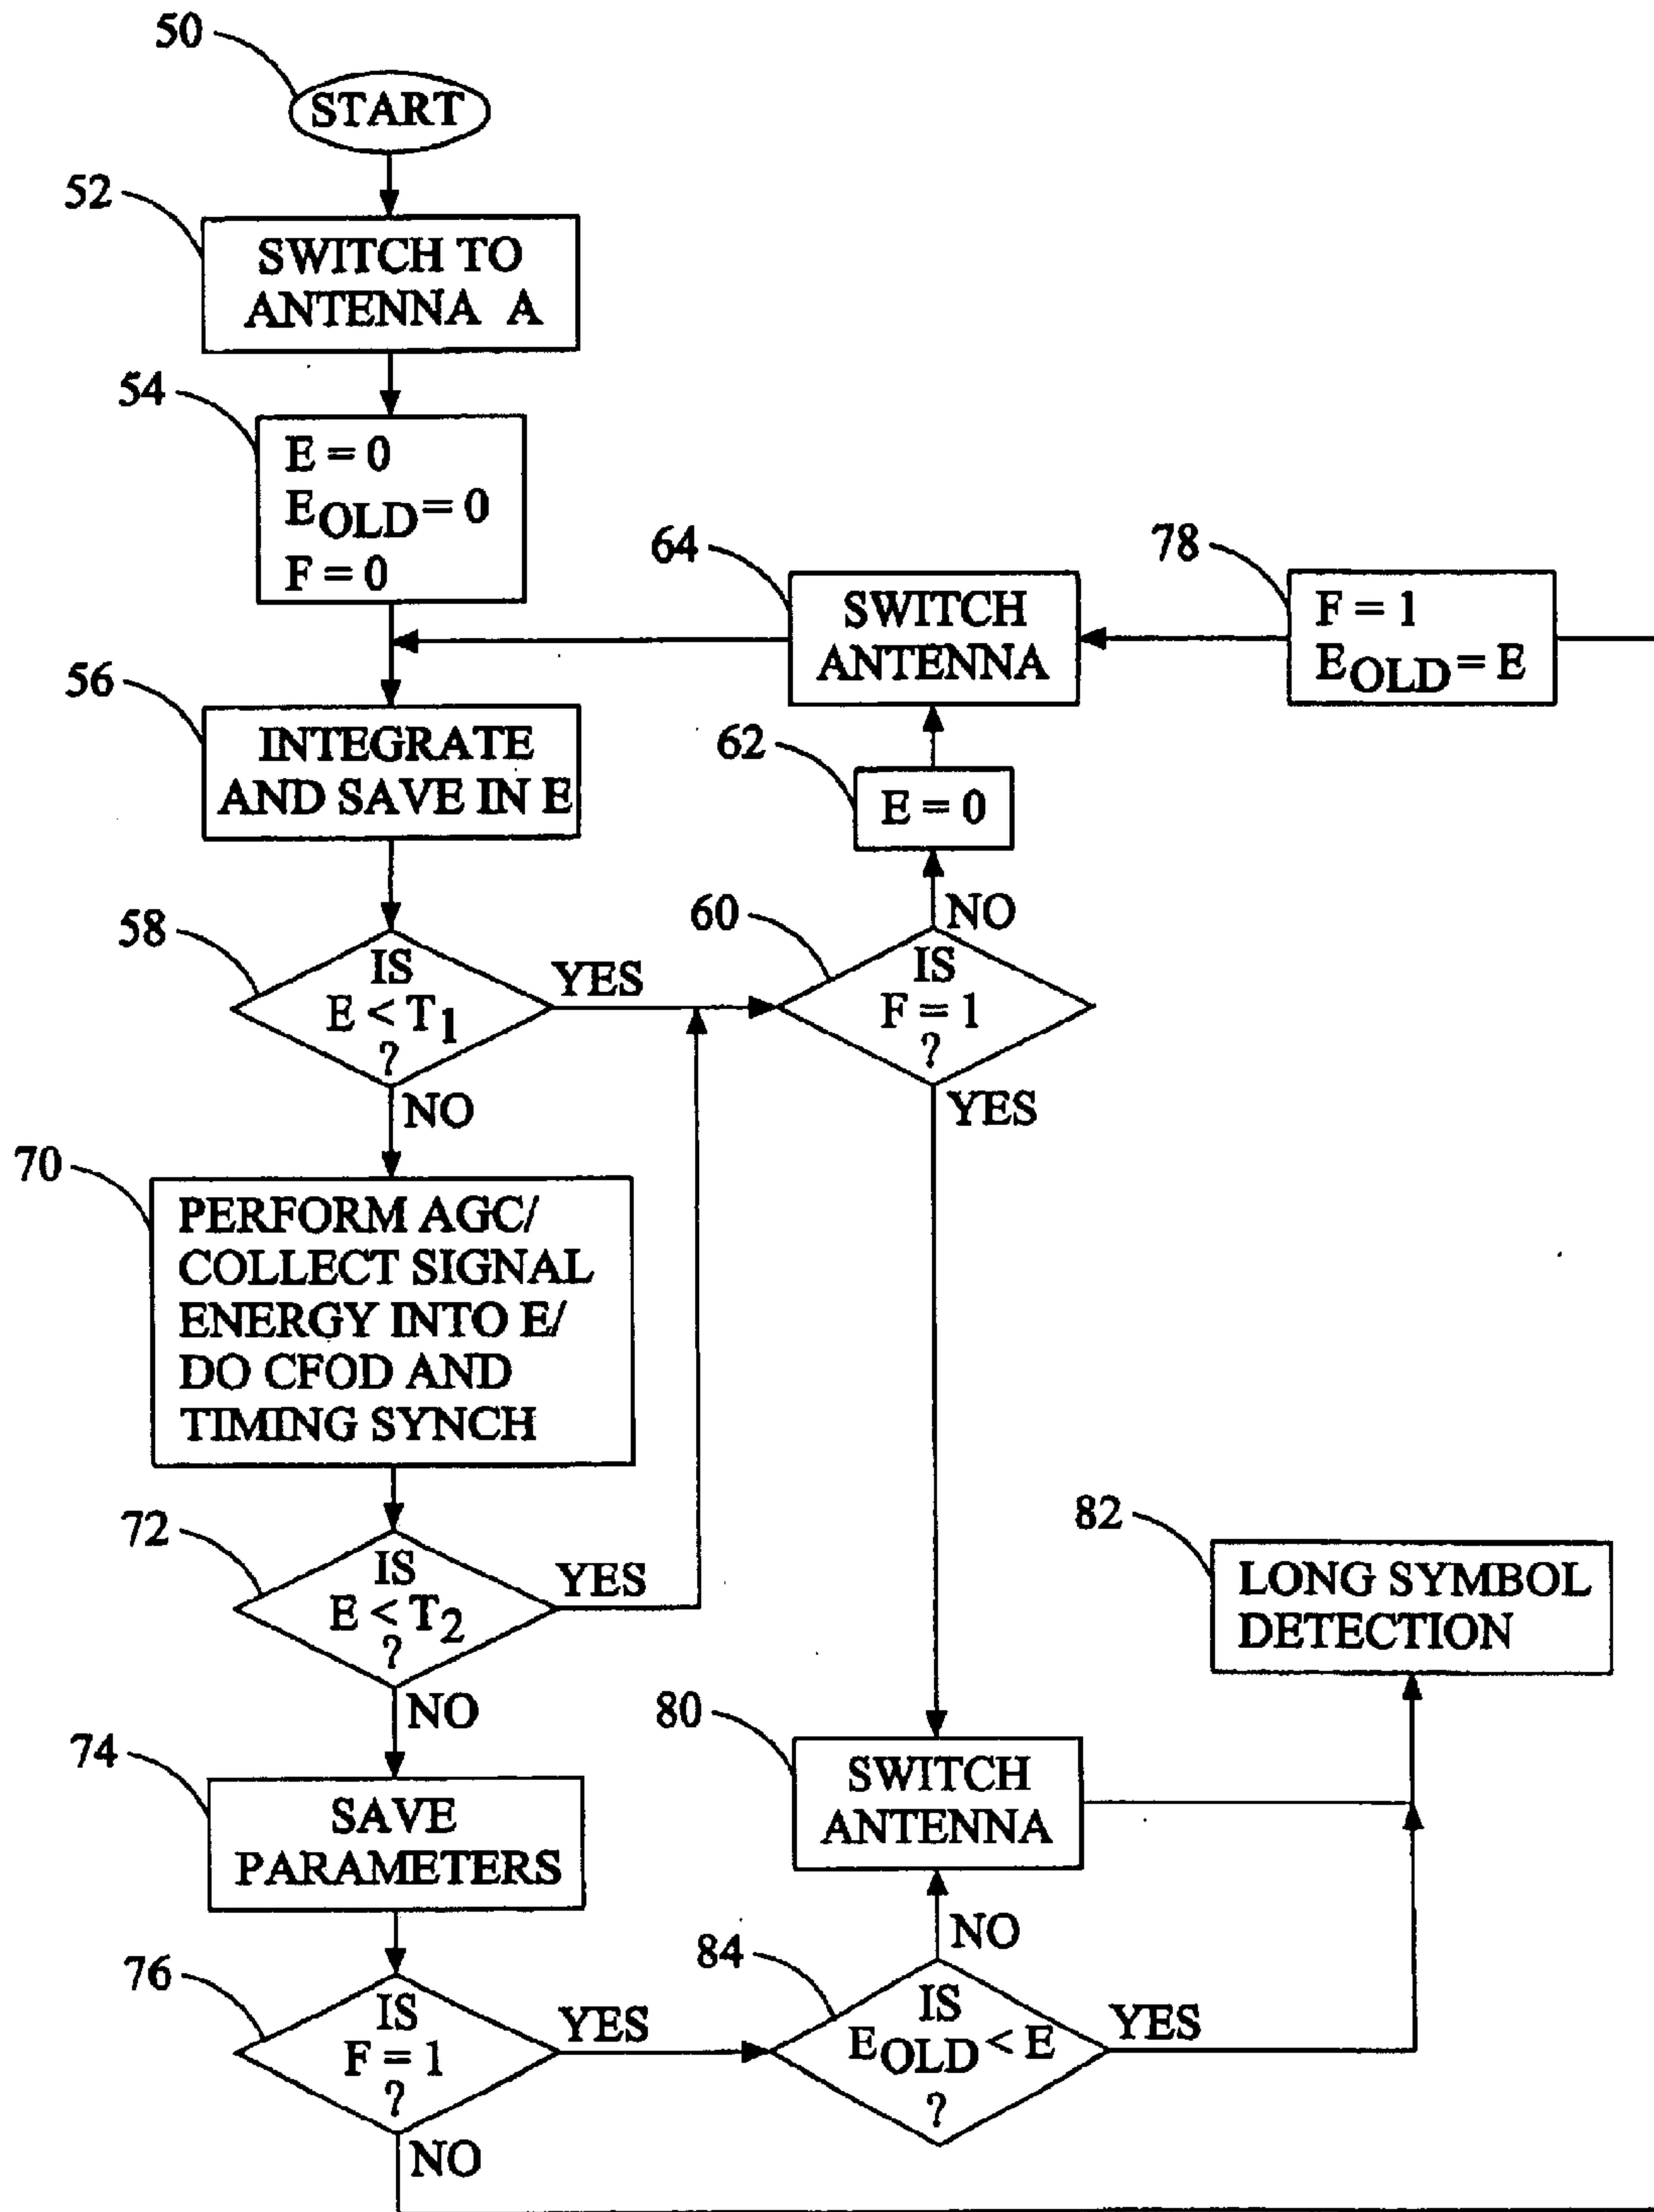 50
START
52
SWITCH TO
ANTENNA A
54
E = 0
EOLD = 0
F = 0
64
SWITCH
ANTENNA
78
F = 1
EOLD = E
56
INTEGRATE
AND SAVE IN E
62
E = 0
58
IS
E < T1
?
YES
NO
60
IS
F = 1
?
NO
YES
70
PERFORM AGC/
COLLECT SIGNAL
ENERGY INTO E/
DO CFOD AND
TIMING SYNCH
72
IS
E < T2
?
YES
NO
82
LONG SYMBOL
DETECTION
74
SAVE
PARAMETERS
80
SWITCH
ANTENNA
76
IS
F = 1
?
YES
NO
84
IS
EOLD < E
?
NO
YES